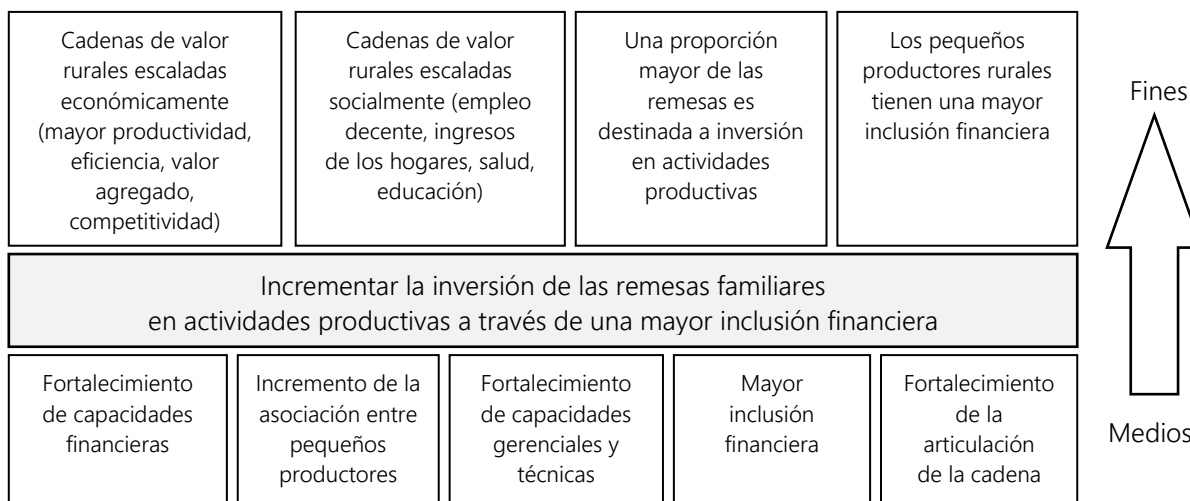 Cadenas de valor
rurales escaladas
económicamente
(mayor productividad,
eficiencia, valor
agregado,
competitividad)
Cadenas de valor
rurales escaladas
socialmente (empleo
decente, ingresos
de los hogares, salud,
educación)
Una proporción
mayor de las
remesas es
destinada a inversión
en actividades
productivas
Los pequeños
productores rurales
tienen una mayor
inclusión financiera
Fines
Incrementar la inversión de las remesas familiares
en actividades productivas a través de una mayor inclusión financiera
Fortalecimiento
de capacidades
financieras
Incremento de la
asociación entre
pequeños
productores
Fortalecimiento
de capacidades
gerenciales y
técnicas
Mayor
inclusión
financiera
Fortalecimiento
de la
articulación
de la cadena
Medios